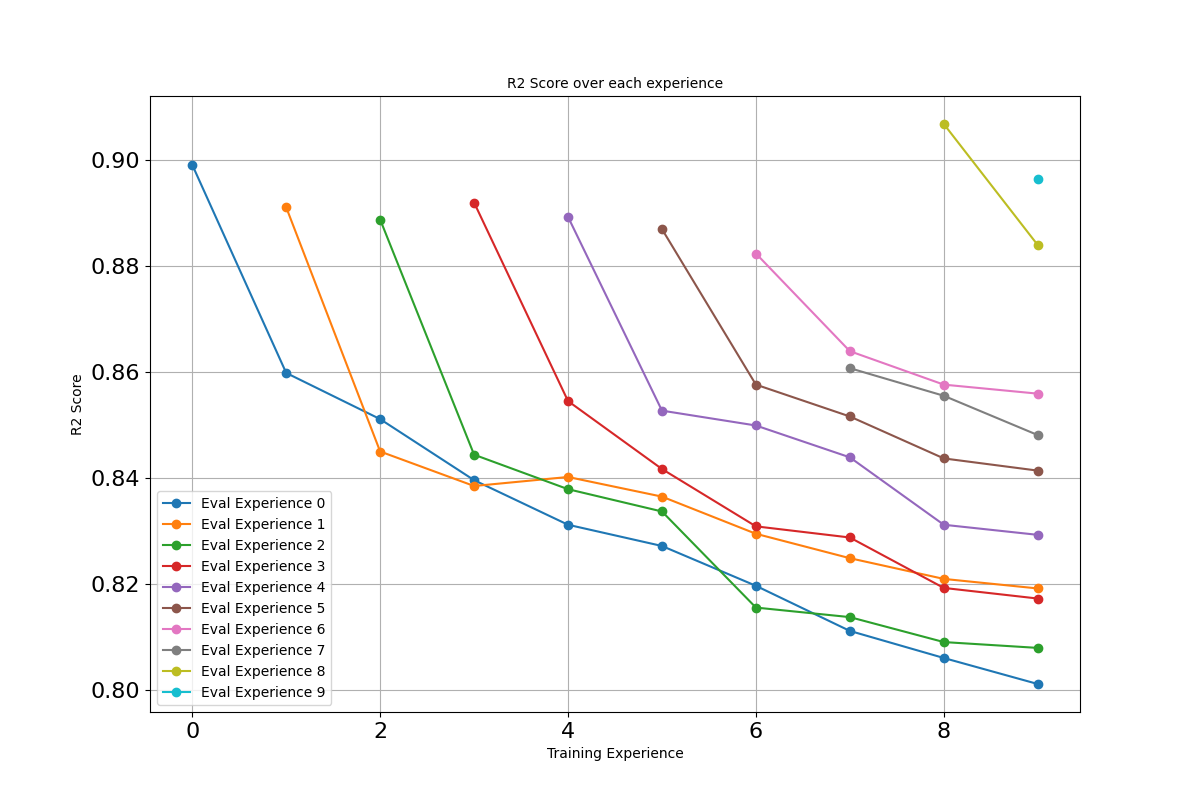 R2 Score over each experience
0.90
0.88
0.86
0.84
0.82
0.80
R2 Score
Eval Experience 0
Eval Experience 1
Eval Experience 2
Eval Experience 3
Eval Experience 4
Eval Experience 5
Eval Experience 6
Eval Experience 7
Eval Experience 8
Eval Experience 9
0 2 4 6 8
Training Experience